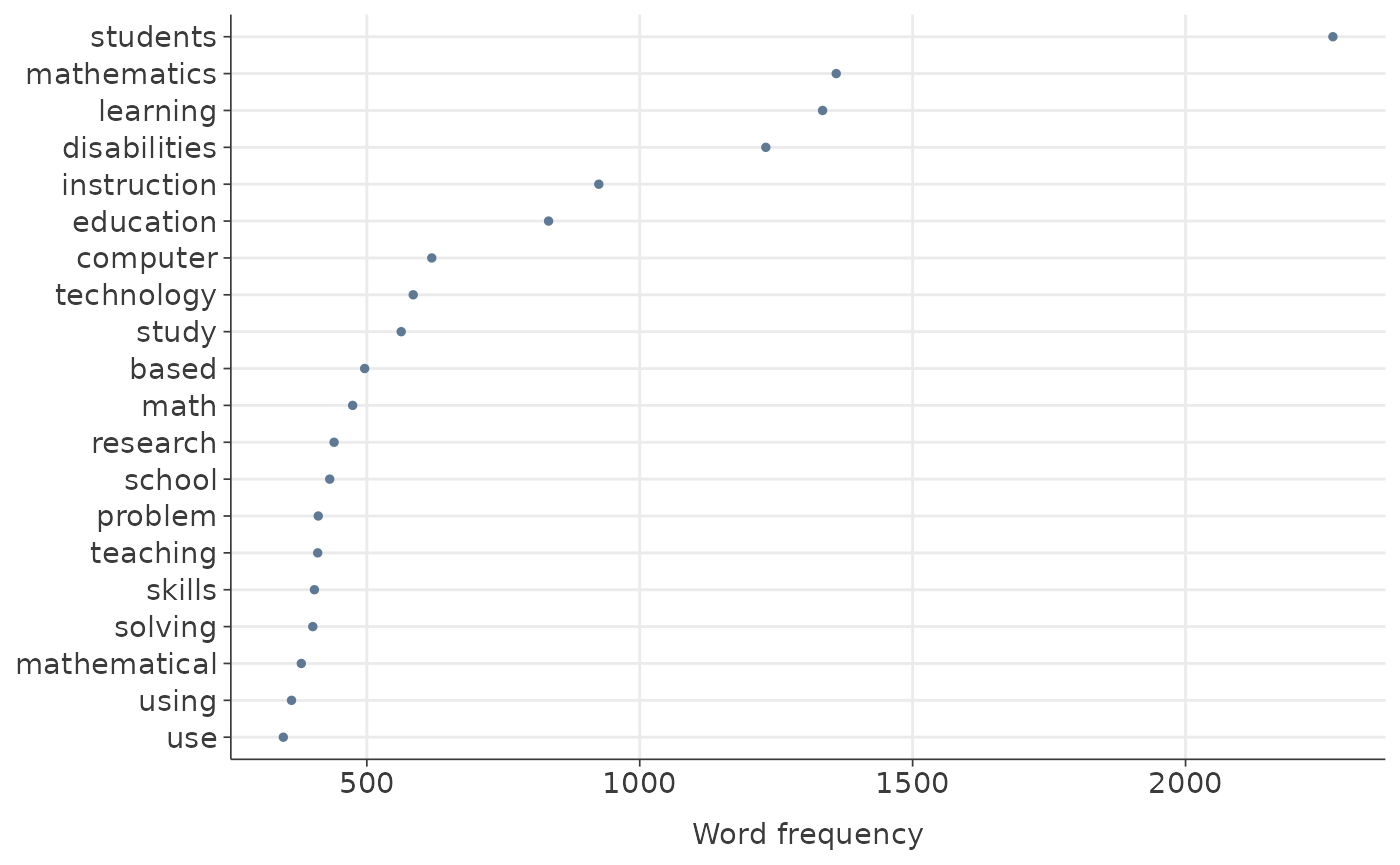 students
mathematics
learning
disabilities
instruction
education
computer
technology
study
based
math
research
school
problem
teaching
skills
solving
mathematical
using
use
500 1000 1500 2000
Word frequency